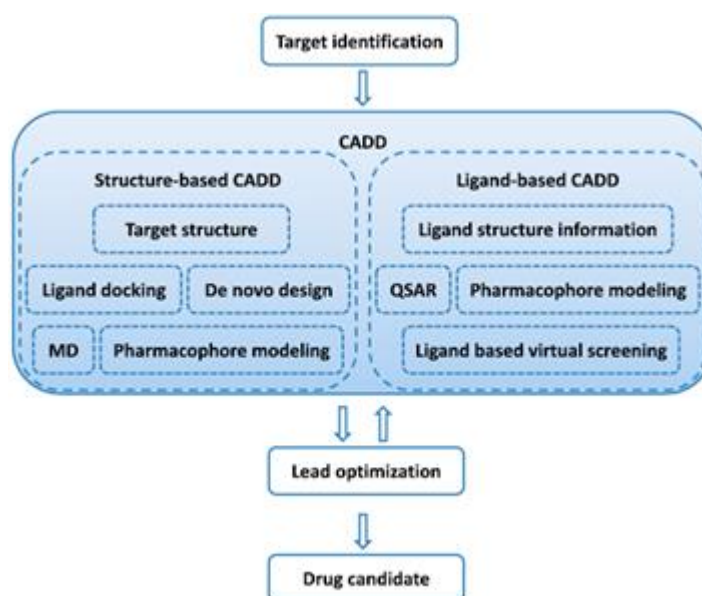 Target identification
CADD
Structure-based CADD
Target structure
Ligand docking
De novo design
MD
Pharmacophore modeling
Ligand-based CADD
Ligand structure information
QSAR
Pharmacophore modeling
Ligand based virtual screening
Lead optimization
Drug candidate